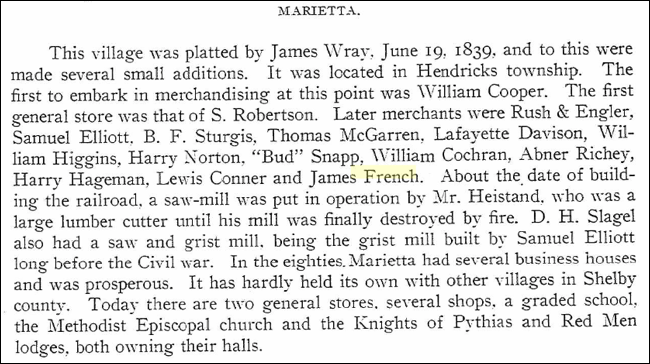 MARIETTA.
This village was platted by James Wray, June 19, 1839, and to this were
made several small additions. It was located in Hendricks township. The
first to embark in merchandising at this point was William Cooper. The first
general store was that of S. Robertson. Later merchants were Rush & Engler,
Samuel Elliott, B. F. Sturgis, Thomas McGarren, Lafayette Davison, Wil-
liam Higgins, Harry Norton, "Bud" Snapp, William Cochran, Abner Richey,
Harry Hageman, Lewis Conner and James French. About the date of build-
ing the railroad, a saw-mill was put in operation by Mr. Heistand, who was a
large lumber cutter until his mill was finally destroyed by fire. D. H. Slagel
also had a saw and grist mill, being the grist mill built by Samuel Elliott
long before the Civil war. In the eighties, Marietta had several business houses
and was prosperous. It has hardly held its own with other villages in Shelby
county. Today there are two general stores, several shops, a graded school,
the Methodist Episcopal church and the Knights of Pythias and Red Men
lodges, both owning their halls.